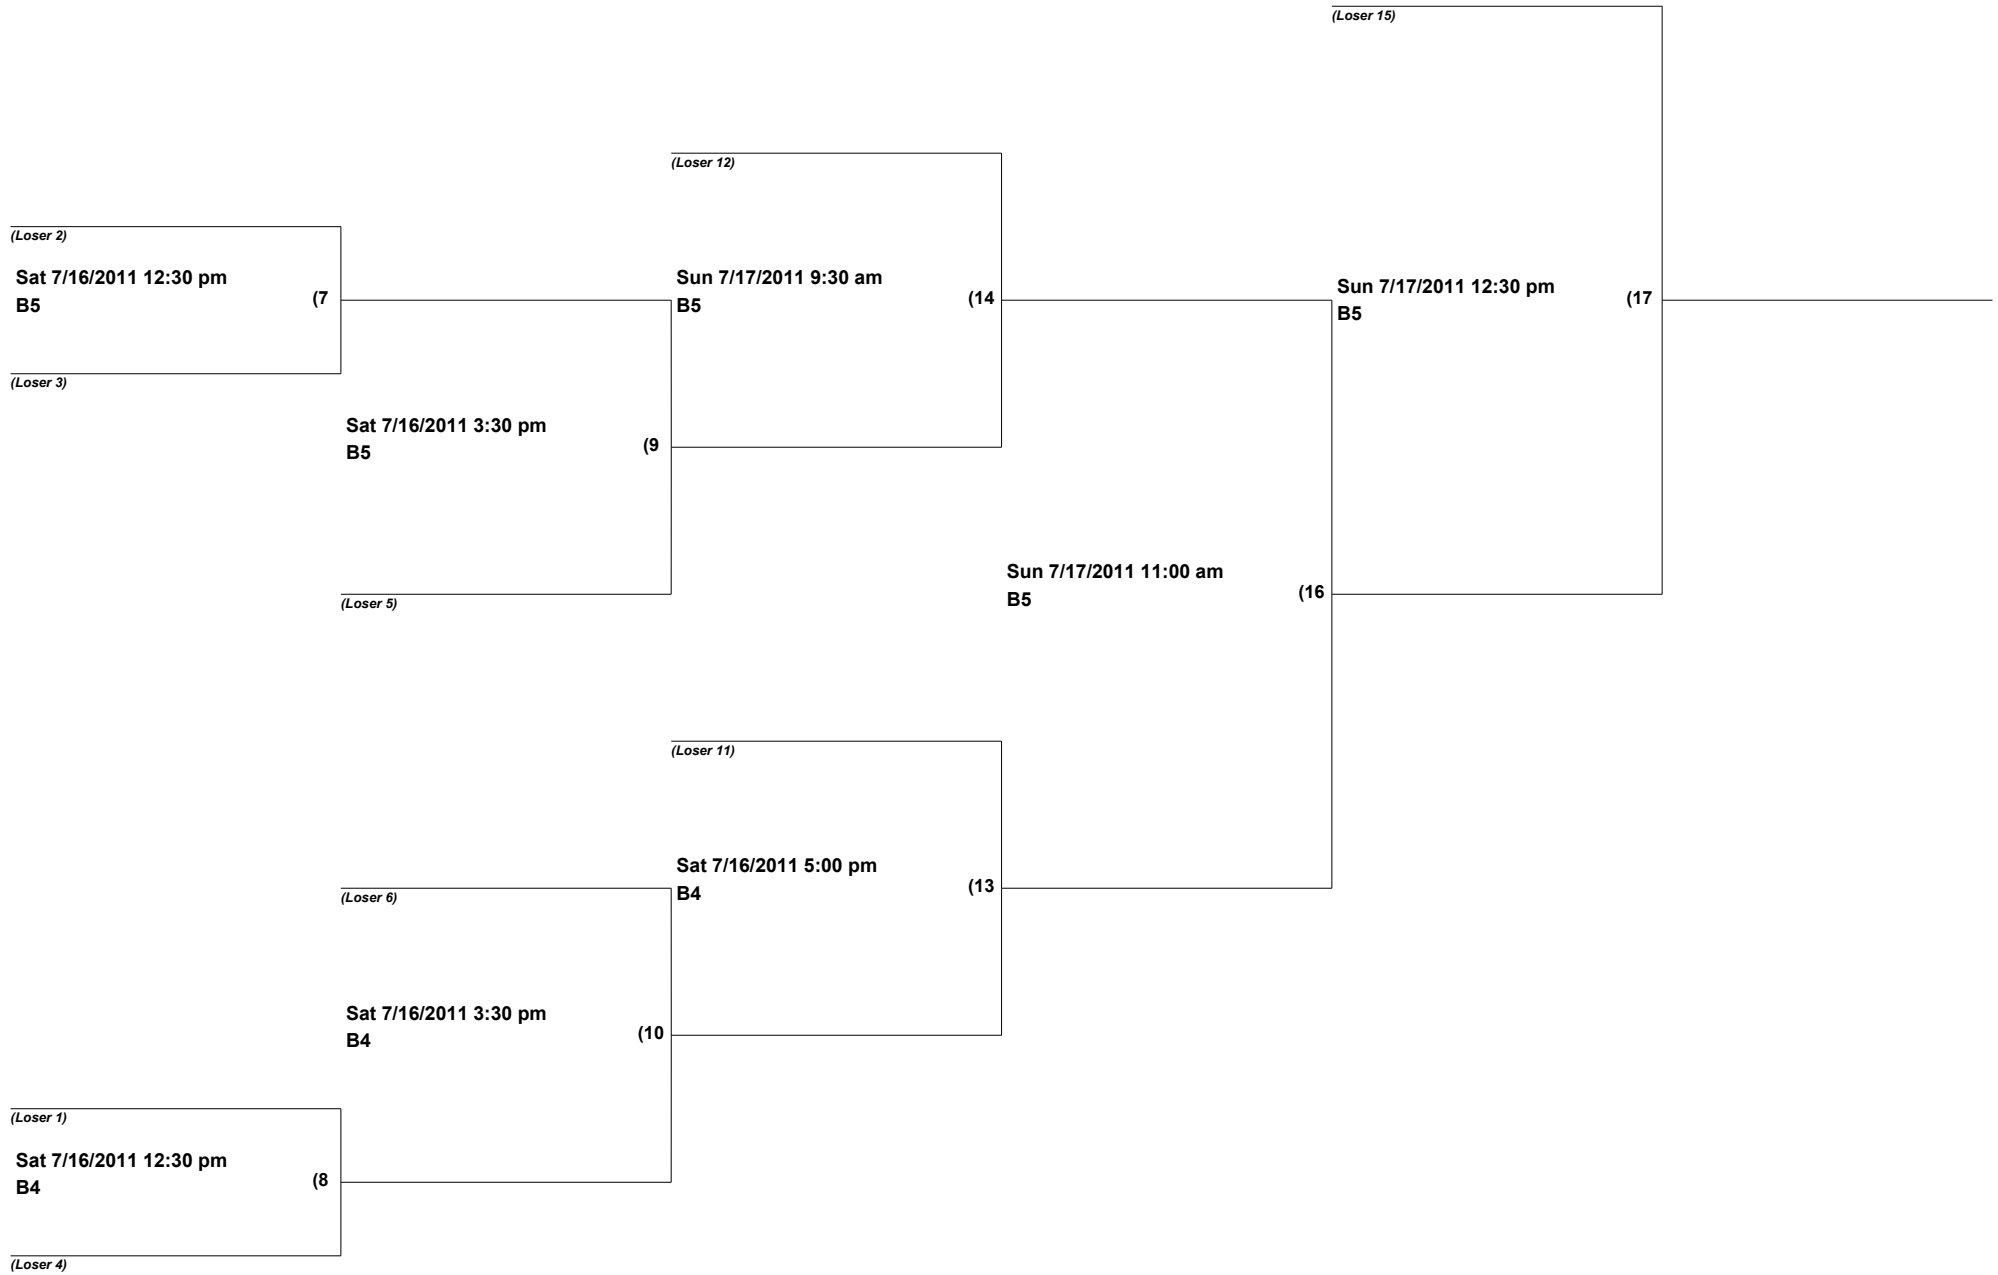 (Loser 15)
(Loser 12)
(Loser 2)
Sat 7/16/2011 12:30 pm
B5
(7
(Loser 3)
Sun 7/17/2011 9:30 am
B5
(14
Sun 7/17/2011 12:30 pm
B5
(17
Sat 7/16/2011 3:30 pm
B5
(9
(Loser 5)
Sun 7/17/2011 11:00 am
B5
(16
(Loser 11)
Sat 7/16/2011 5:00 pm
B4
(13
(Loser 6)
Sat 7/16/2011 3:30 pm
B4
(10
(Loser 1)
Sat 7/16/2011 12:30 pm
B4
(8
(Loser 4)